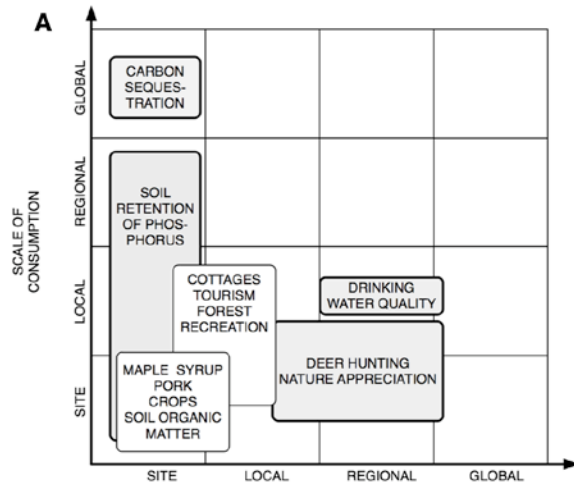 A
GLOBAL
CARBON
SEQUES-
TRATION
SCALE OF
CONSUMPTION
REGIONAL
SOIL
RETENTION
OF PHOS-
PHORUS
LOCAL
COTTAGES
TOURISM
FOREST
RECREATION
DRINKING
WATER QUALITY
SITE
MAPLE SYRUP
PORK
CROPS
SOIL ORGANIC
MATTER
DEER HUNTING
NATURE APPRECIATION
SITE
LOCAL
REGIONAL
GLOBAL